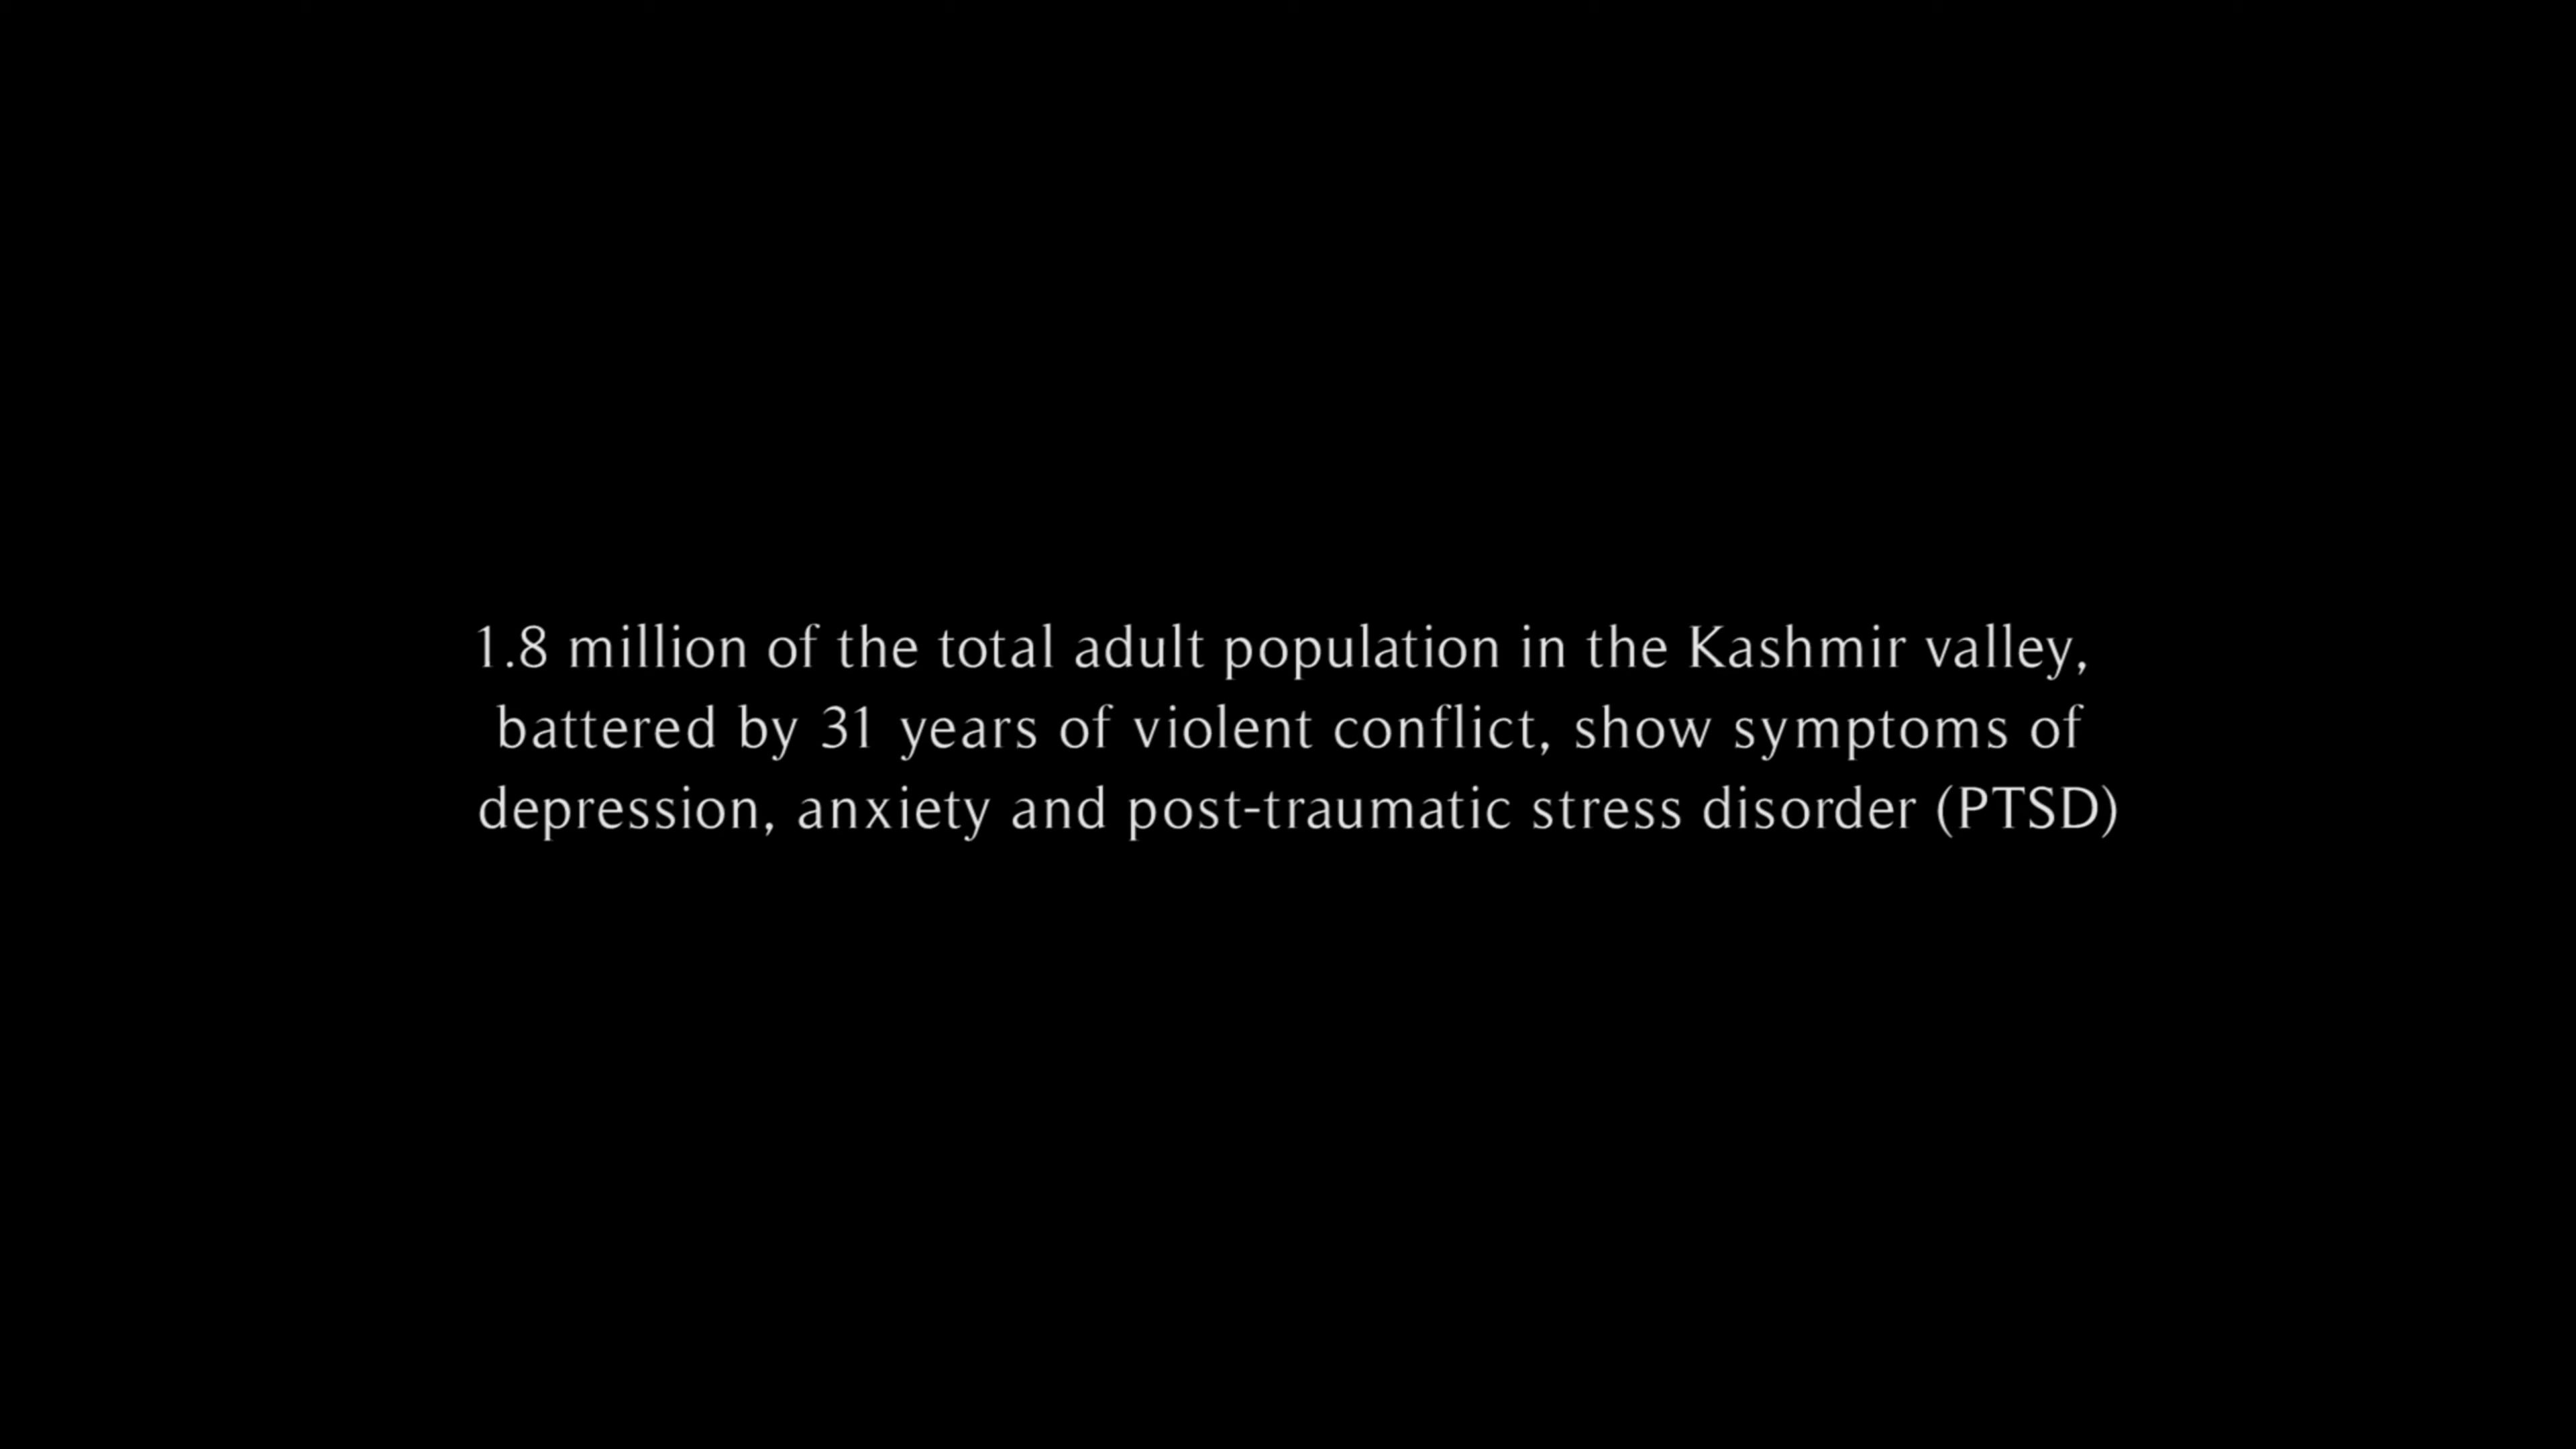 1.8 million of the total adult population in the Kashmir valley,
battered by 31 years of violent conflict, show symptoms of
depression, anxiety and post-traumatic stress disorder (PTSD)